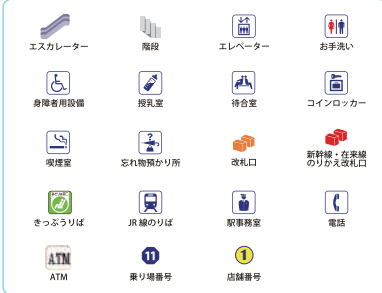 エスカレーター
階段
エレベーター
お手洗い
身障者用設備
授乳室
待合室
コインロッカー
喫煙室
忘れ物預かり所
改札口
新幹線・在来線
のりかえ改札口
きっぷうりば
JR線のりば
駅事務室
電話
ATM
ATM
11
乗り場番号
1
店舗番号